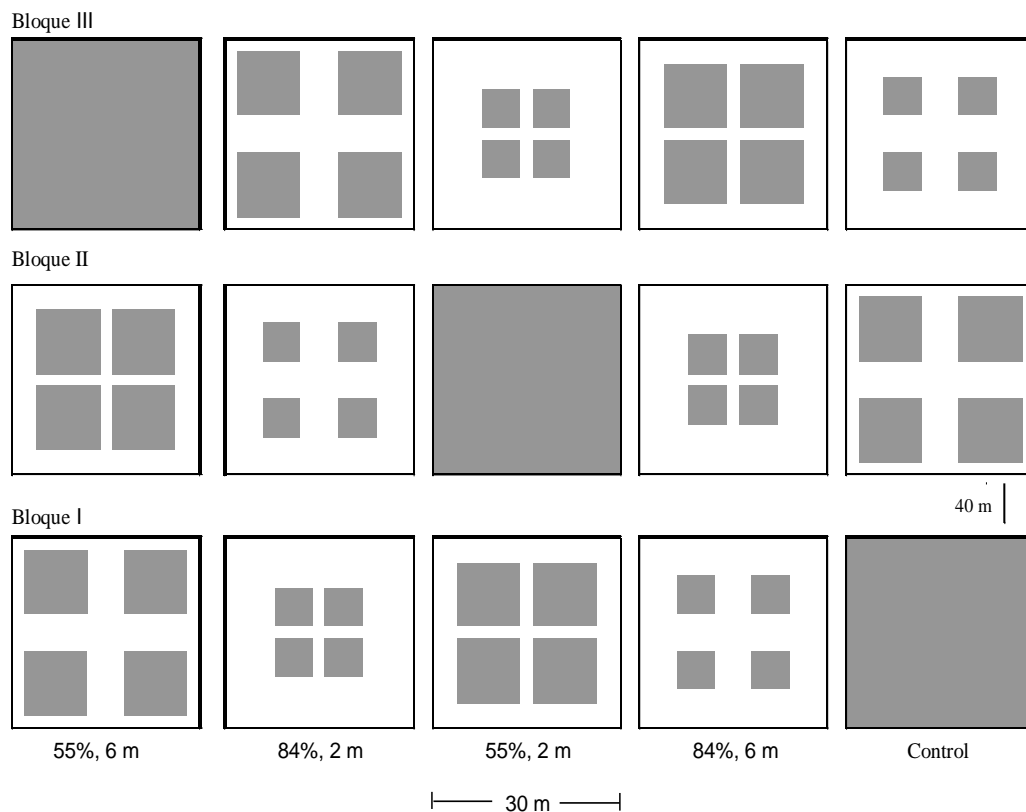 Bloque III
Bloque II
40 m
Bloque I
55%, 6 m
84%, 2 m
55%, 2 m
84%, 6 m
Control
30 m